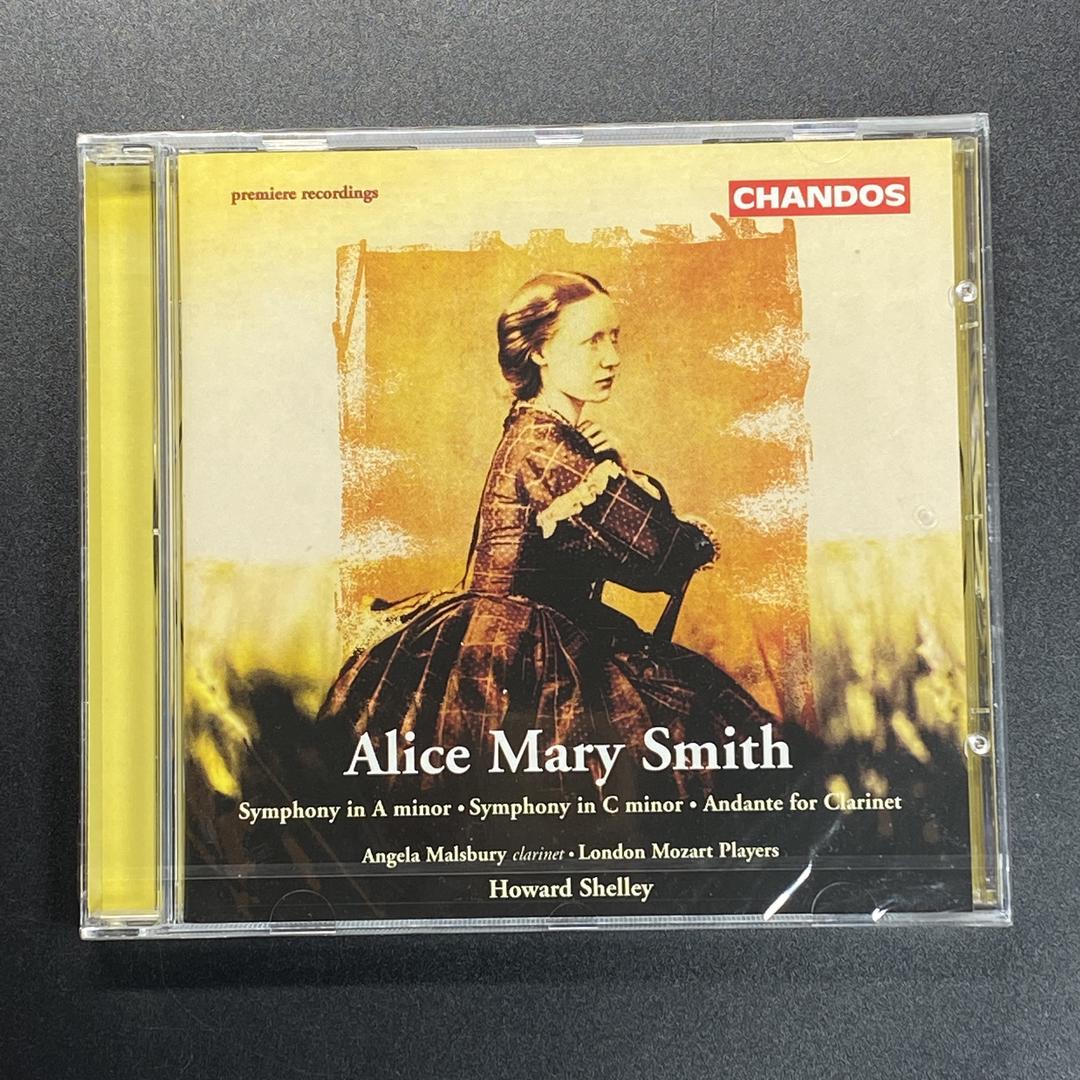 premiere recordings
CHANDOS
Alice Mary Smith
Symphony in A minor • Symphony in C minor • Andante for Clarinet
Angela Malsbury clarinet • London Mozart Players
Howard Shelley